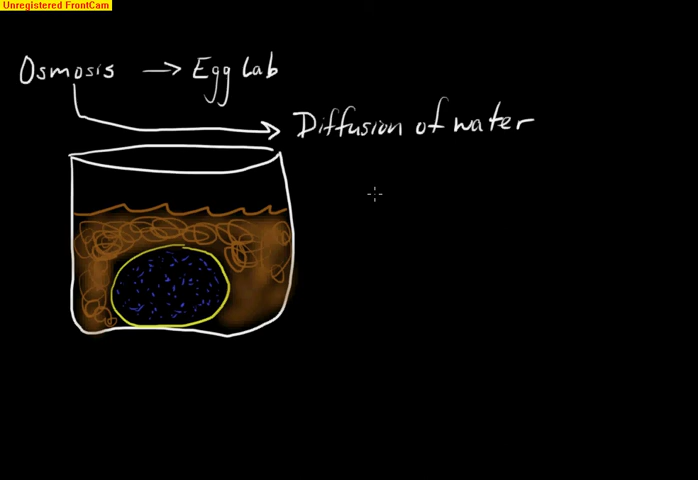 Unregistered FrontCam
Osmosis → Egg Lab
Diffusion of water